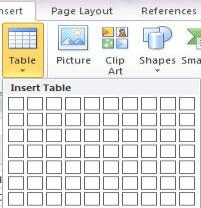 nsert Page Layout References
Table Picture Clip Art Shapes Sma
Insert Table